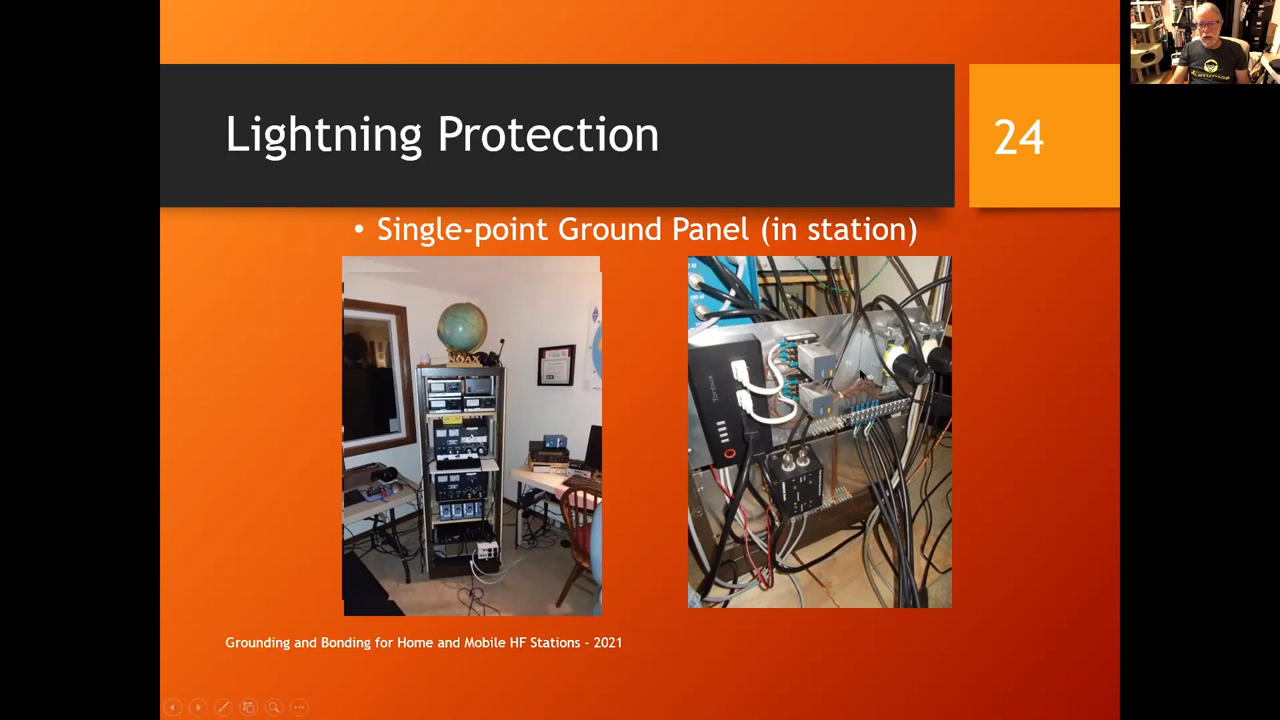 Lightning Protection
24
• Single-point Ground Panel (in station)
N0AX
Grounding and Bonding for Home and Mobile HF Stations - 2021